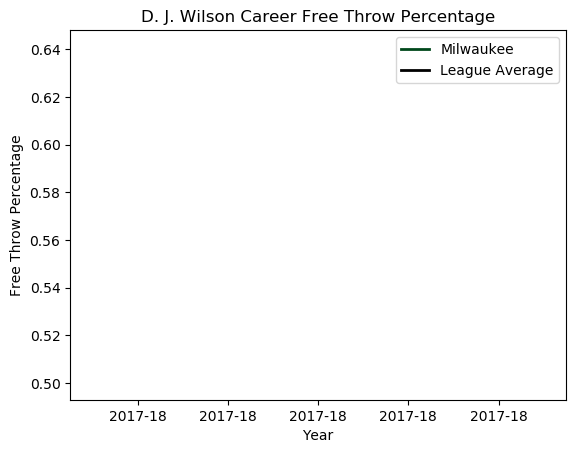 D. J. Wilson Career Free Throw Percentage
Milwaukee
League Average
Free Throw Percentage
0.64
0.62
0.60
0.58
0.56
0.54
0.52
0.50
2017-18 2017-18 2017-18 2017-18 2017-18
Year